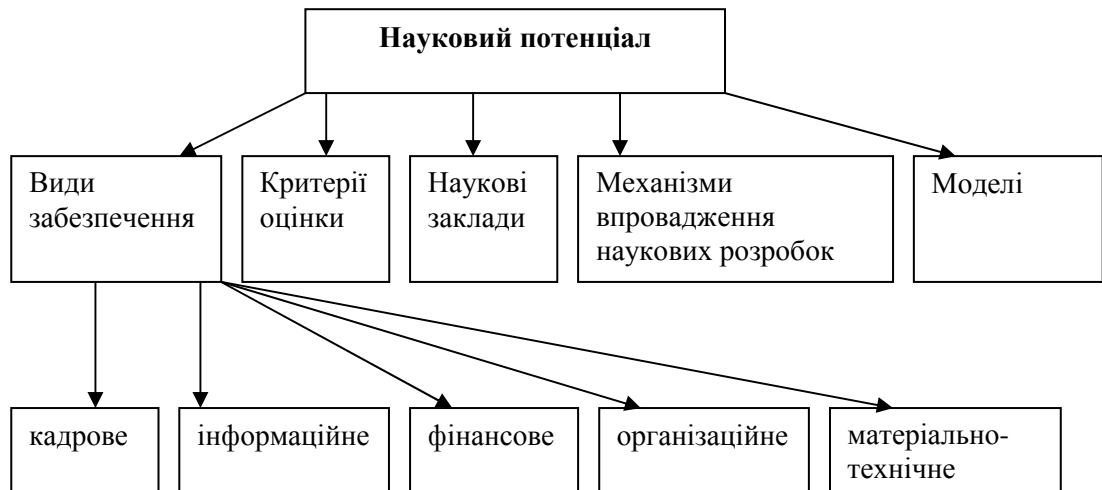 Науковий потенціал
Види
забезпечення
Критерії
оцінки
Наукові
заклади
Механізми
впровадження
наукових розробок
Моделі
кадрове
інформаційне
фінансове
організаційне
матеріально-
технічне